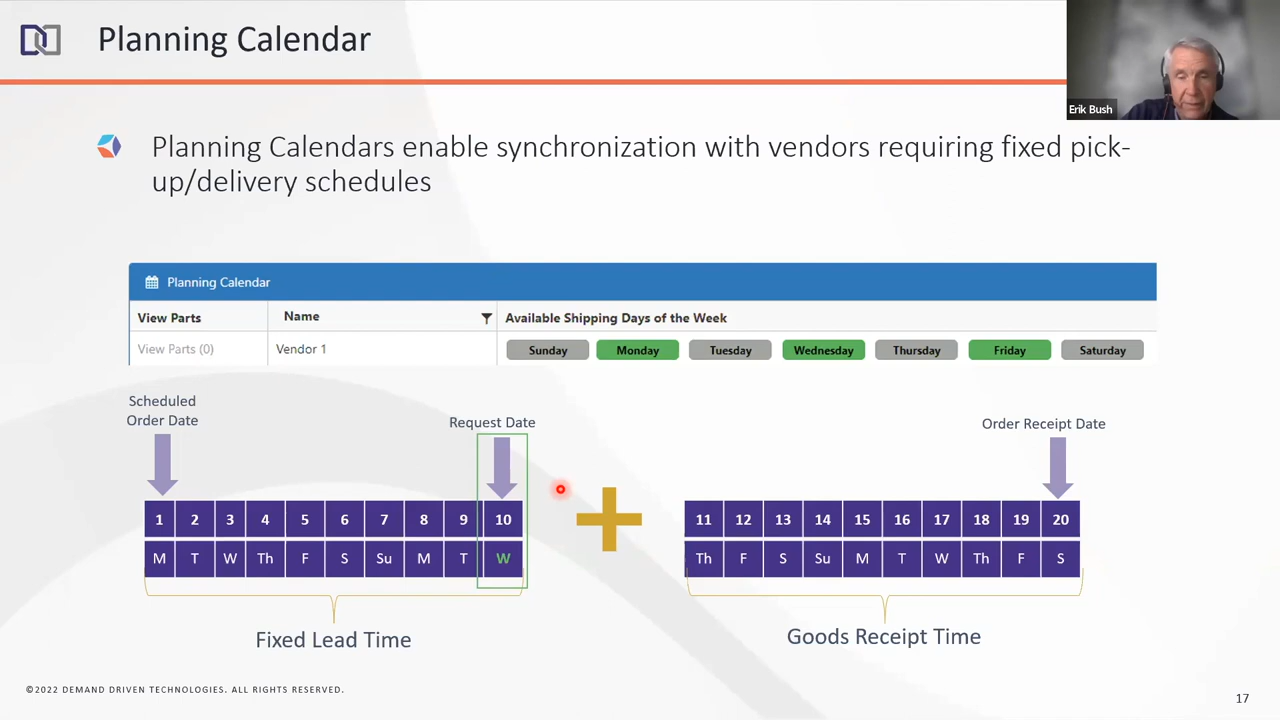 Planning Calendar
Erik Bush
Planning Calendars enable synchronization with vendors requiring fixed pick-
up/delivery schedules
Planning Calendar
View Parts Name Available Shipping Days of the Week
View Parts (0) Vendor 1 Sunday Monday Tuesday Wednesday Thursday Friday Saturday
Scheduled
Order Date
Request Date
Order Receipt Date
1 2 3 4 5 6 7 8 9 10
M T W Th F S Su M T W
11 12 13 14 15 16 17 18 19 20
Th F S Su M T W Th F S
Fixed Lead Time
Goods Receipt Time
©2022 DEMAND DRIVEN TECHNOLOGIES. ALL RIGHTS RESERVED.
17